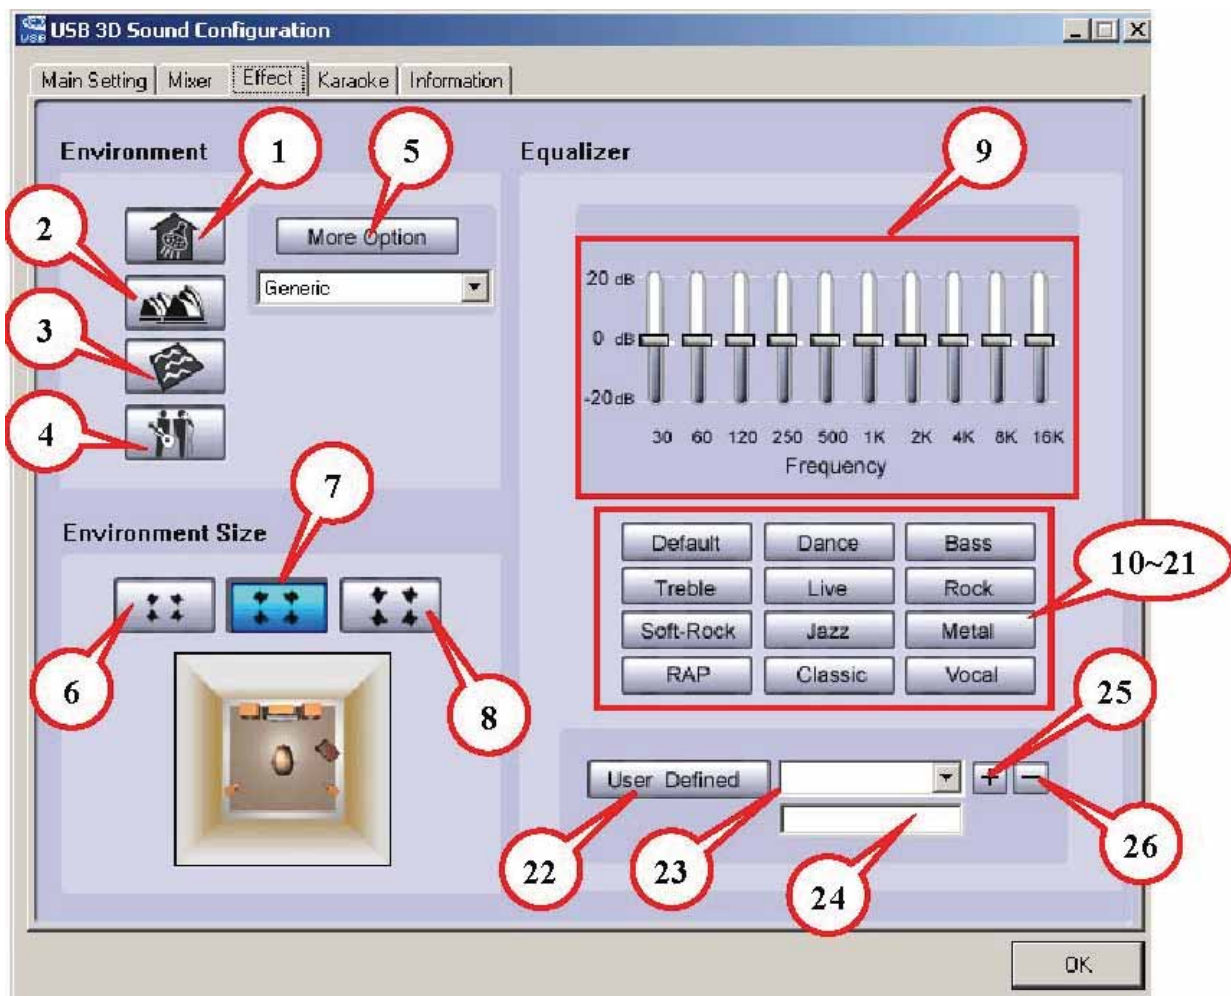 USB 3D Sound Configuration
Main Setting Mixer Effect Karaoke Information
Environment
1
5
2
More Option
Generic
3
4
Environment Size
7
6
8
Equalizer
9
20 dB
0 dB
-20 dB
30 60 120 250 500 1K 2K 4K 8K 16K
Frequency
Default Dance Bass
Treble Live Rock
Soft-Rock Jazz Metal
RAP Classic Vocal
10~21
25
User Defined
+ −
22
23
24
26
OK